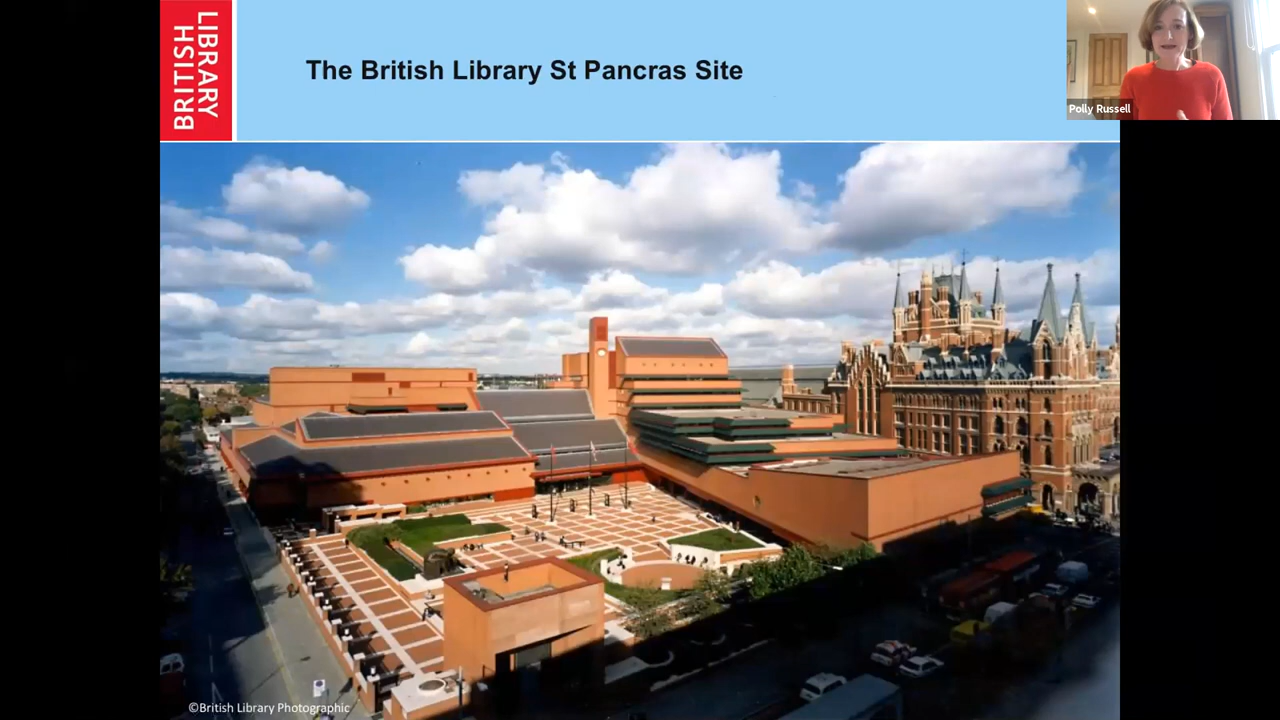 BRITISH
LIBRARY
The British Library St Pancras Site
Polly Russell
©British Library Photographic